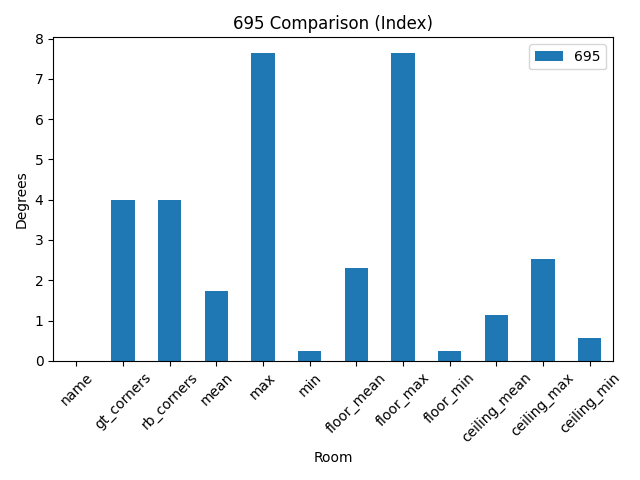 695 Comparison (Index)
695
Degrees
8
7
6
5
4
3
2
1
0
name
gt_corners
rb_corners
mean
max
min
floor_mean
floor_max
floor_min
ceiling_mean
ceiling_max
ceiling_min
Room